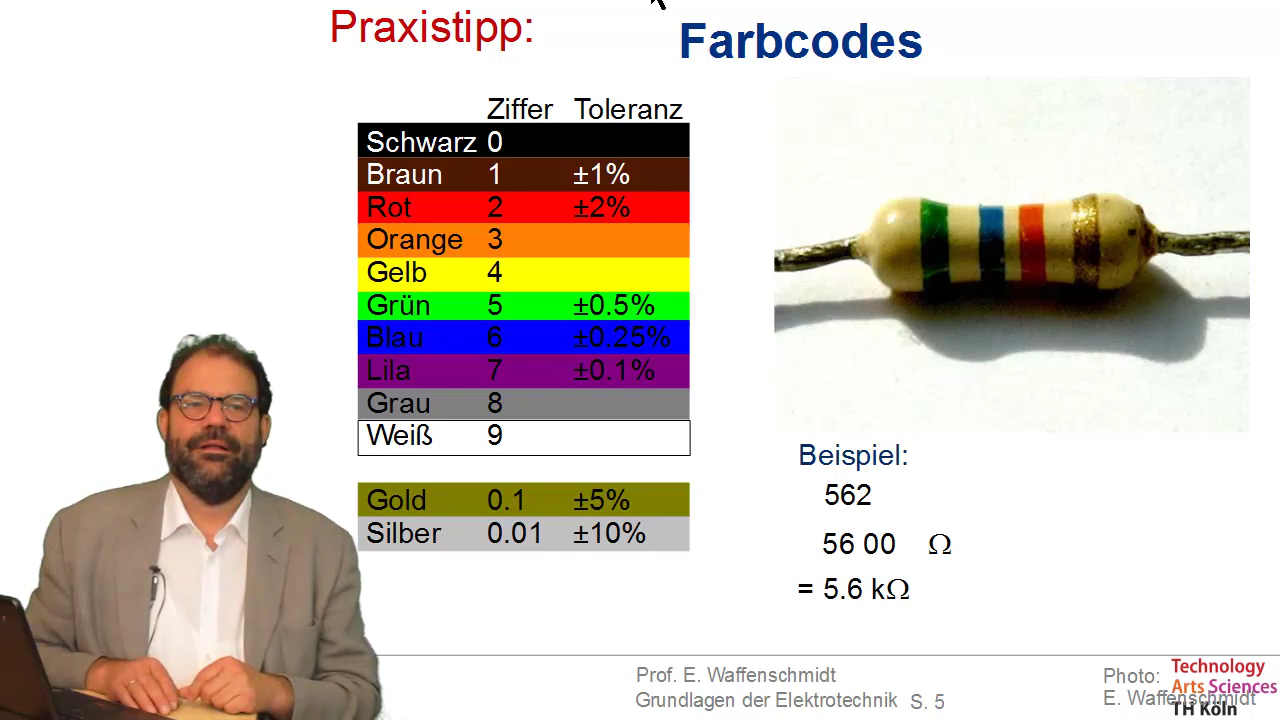 Praxistipp:
Farbcodes
Ziffer Toleranz
Schwarz 0
Braun 1 ±1%
Rot 2 ±2%
Orange 3
Gelb 4
Grün 5 ±0.5%
Blau 6 ±0.25%
Lila 7 ±0.1%
Grau 8
Weiß 9
Gold 0.1 ±5%
Silber 0.01 ±10%
Beispiel:
562
56 00 Ω
= 5.6 kΩ
Prof. E. Waffenschmidt
Grundlagen der Elektrotechnik S. 5
Photo:
E. Waffenschmidt
Technology
Arts Sciences
TH Köln